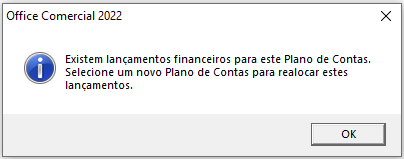 Office Comercial 2022
Existem lançamentos financeiros para este Plano de Contas.
Selecione um novo Plano de Contas para realocar estes
lançamentos.
OK